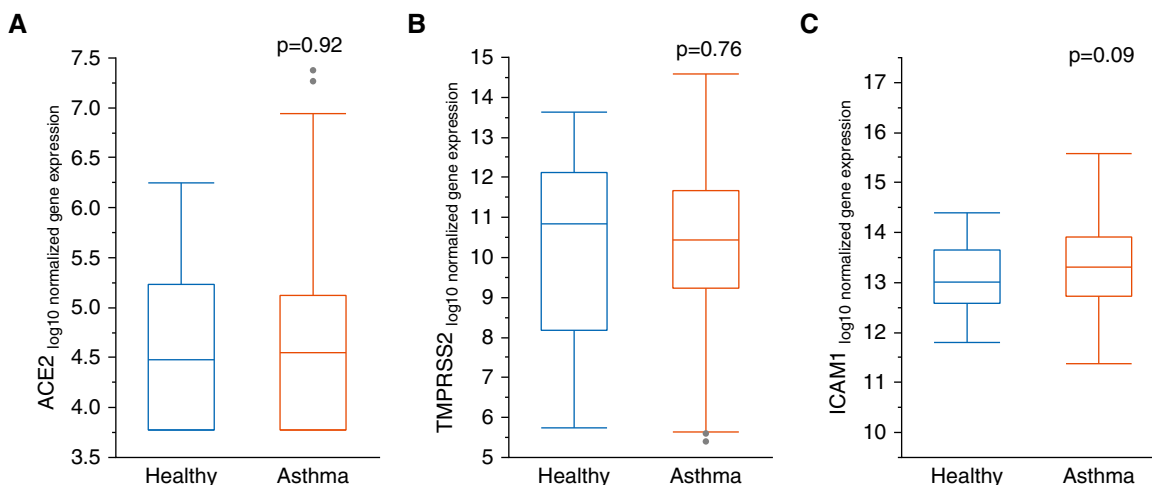 A
p=0.92
ACE2 log10 normalized gene expression
7.5
7.0
6.5
6.0
5.5
5.0
4.5
4.0
3.5
Healthy Asthma
B
p=0.76
TMPRSS2 log10 normalized gene expression
15
14
13
12
11
10
9
8
7
6
5
Healthy Asthma
C
p=0.09
ICAM1 log10 normalized gene expression
17
16
15
14
13
12
11
10
Healthy Asthma